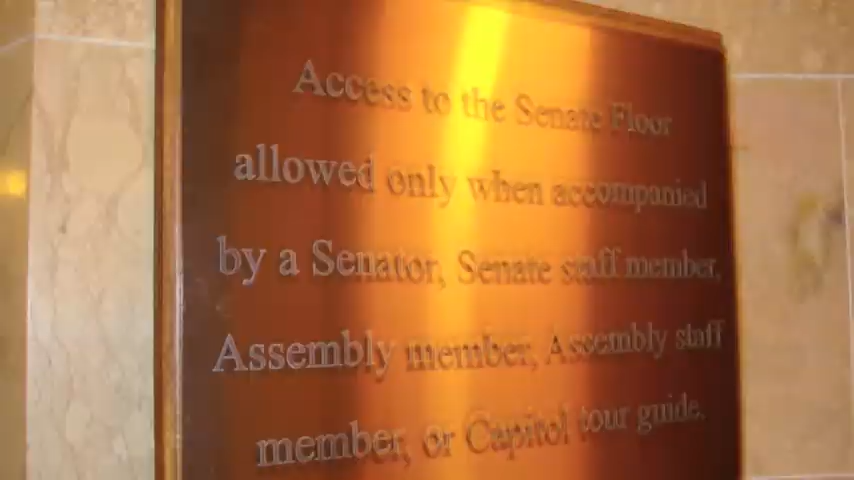 Access to the Senate Floor
allowed only when accompanied
by a Senator, Senate staff member,
Assembly member, Assembly staff
member, or Capitol tour guide.